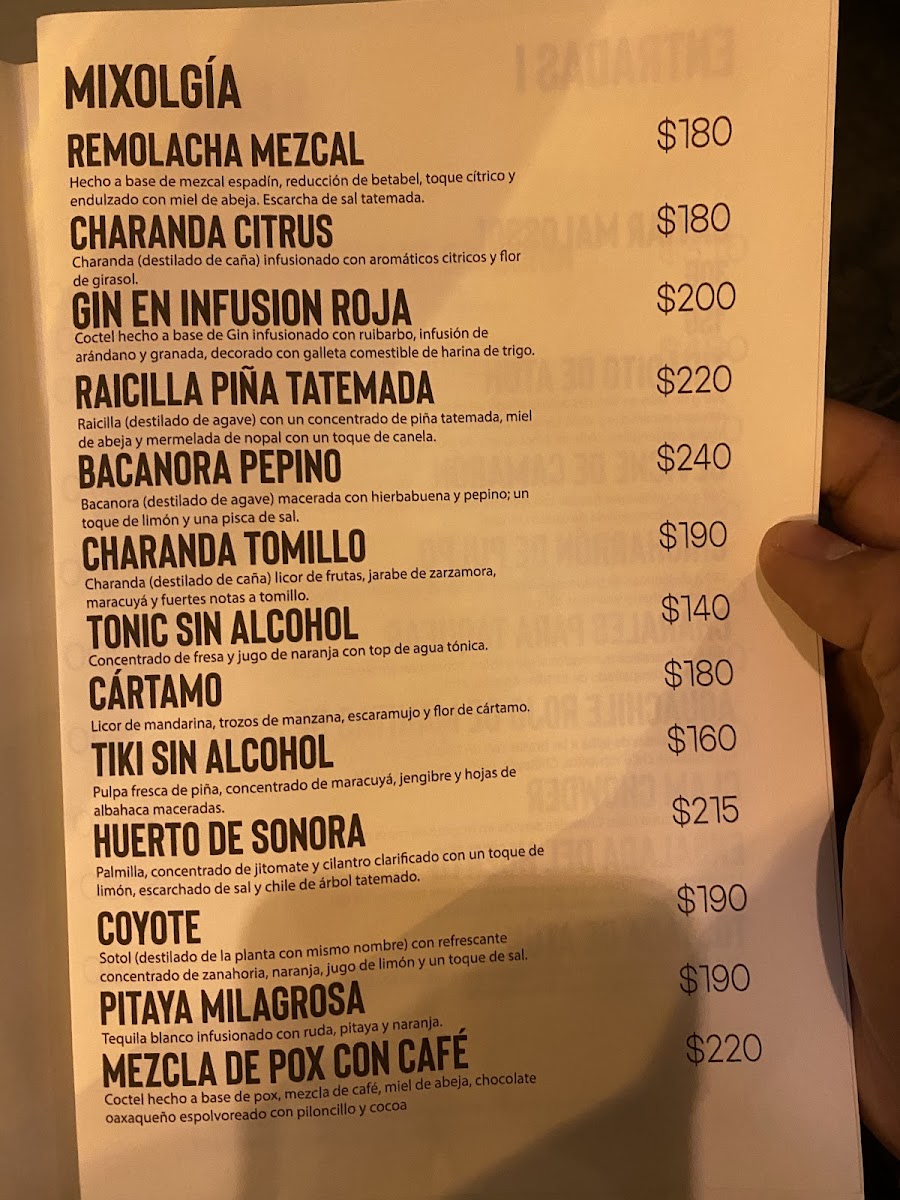 MIXOLGÍA
REMOLACHA MEZCAL $180
Hecho a base de mezcal espadín, reducción de betabel, toque cítrico y
endulzado con miel de abeja. Escarcha de sal tatemada.
CHARANDA CITRUS $180
Charanda (destilado de caña) infusionado con aromáticos citricos y flor
de girasol.
GIN EN INFUSION ROJA $200
Coctel hecho a base de Gin infusionado con ruibarbo, infusión de
arándano y granada, decorado con galleta comestible de harina de trigo.
RAICILLA PIÑA TATEMADA $220
Raicilla (destilado de agave) con un concentrado de piña tatemada, miel
de abeja y mermelada de nopal con un toque de canela.
BACANORA PEPINO $240
Bacanora (destilado de agave) macerada con hierbabuena y pepino; un
toque de limón y una pisca de sal.
CHARANDA TOMILLO $190
Charanda (destilado de caña) licor de frutas, jarabe de zarzamora,
maracuyá y fuertes notas a tomillo.
TONIC SIN ALCOHOL $140
Concentrado de fresa y jugo de naranja con top de agua tónica.
CÁRTAMO $180
Licor de mandarina, trozos de manzana, escaramujo y flor de cártamo.
TIKI SIN ALCOHOL $160
Pulpa fresca de piña, concentrado de maracuyá, jengibre y hojas de
albahaca maceradas.
HUERTO DE SONORA $215
Palmilla, concentrado de jitomate y cilantro clarificado con un toque de
limón, escarchado de sal y chile de árbol tatemado.
COYOTE $190
Sotol (destilado de la planta con mismo nombre) con refrescante
concentrado de zanahoria, naranja, jugo de limón y un toque de sal.
PITAYA MILAGROSA $190
Tequila blanco infusionado con ruda, pitaya y naranja.
MEZCLA DE POX CON CAFÉ $220
Coctel hecho a base de pox, mezcla de café, miel de abeja, chocolate
oaxaqueño espolvoreado con piloncillo y cocoa